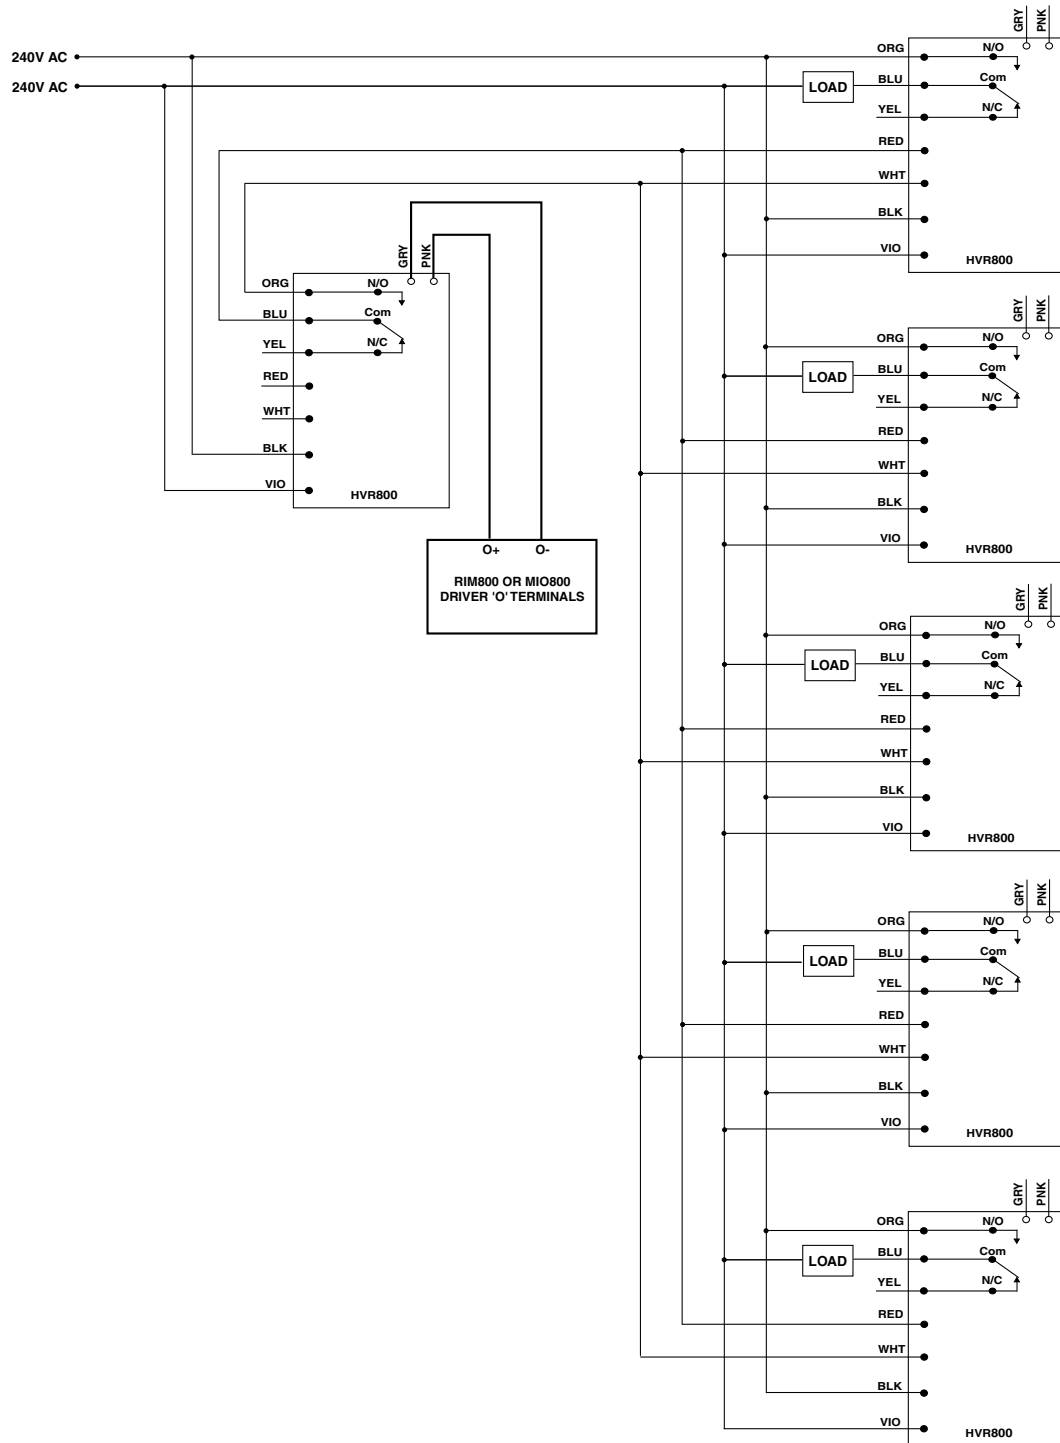 GRY PNK
240V AC
ORG N/O
240V AC
LOAD BLU Com
YEL N/C
RED
WHT
BLK
VIO
HVR800
GRY PNK
ORG N/O
BLU Com
YEL N/C
RED
WHT
BLK
VIO
HVR800
O+ O-
RIM800 OR MIO800
DRIVER 'O' TERMINALS
GRY PNK
ORG N/O
LOAD BLU Com
YEL N/C
RED
WHT
BLK
VIO
HVR800
GRY PNK
ORG N/O
LOAD BLU Com
YEL N/C
RED
WHT
BLK
VIO
HVR800
GRY PNK
ORG N/O
LOAD BLU Com
YEL N/C
RED
WHT
BLK
VIO
HVR800
GRY PNK
ORG N/O
LOAD BLU Com
YEL N/C
RED
WHT
BLK
VIO
HVR800